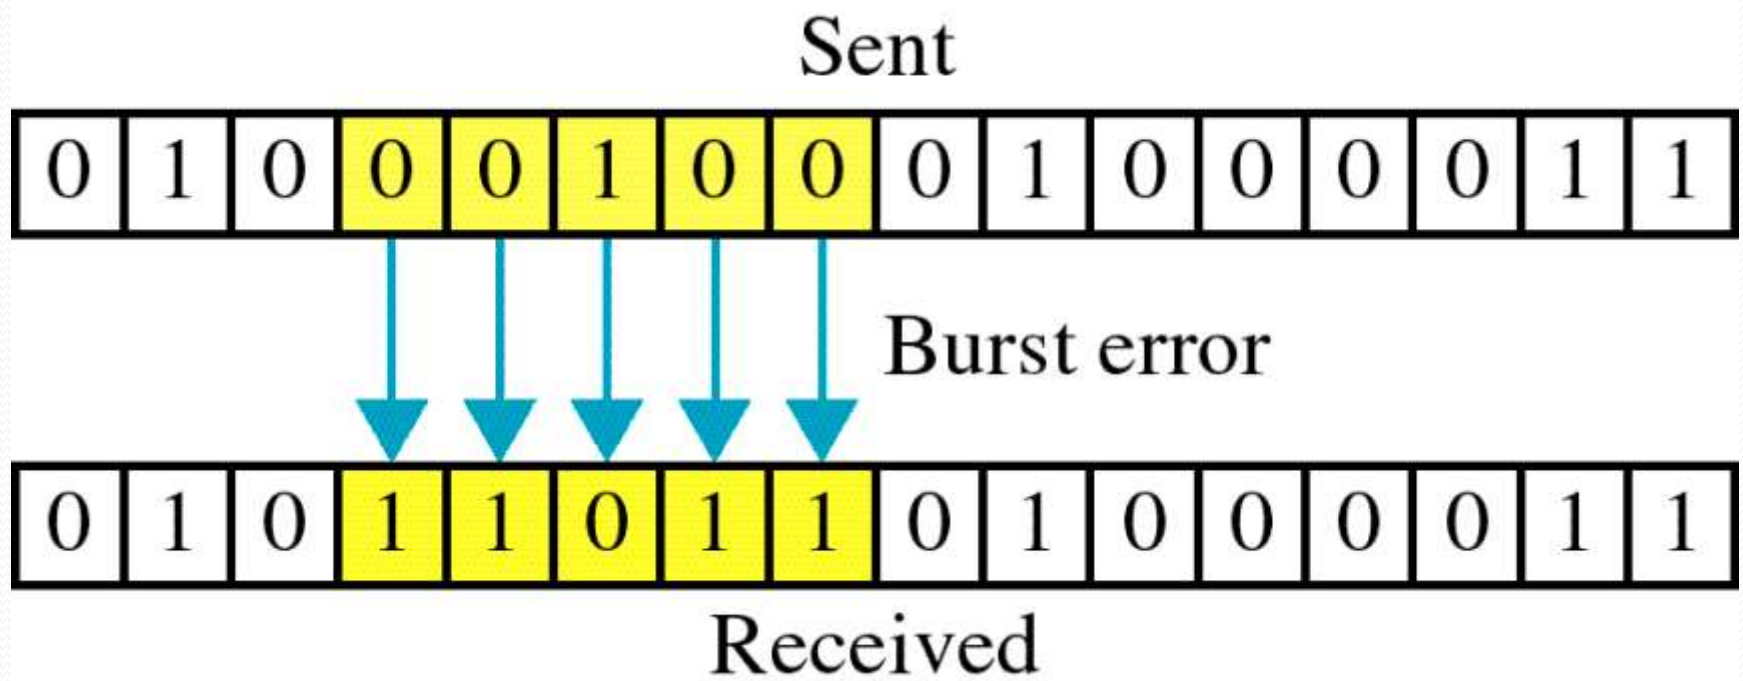 Sent
0 1 0 0 0 1 0 0 0 1 0 0 0 0 1 1
Burst error
0 1 0 1 1 0 1 1 0 1 0 0 0 0 1 1
Received